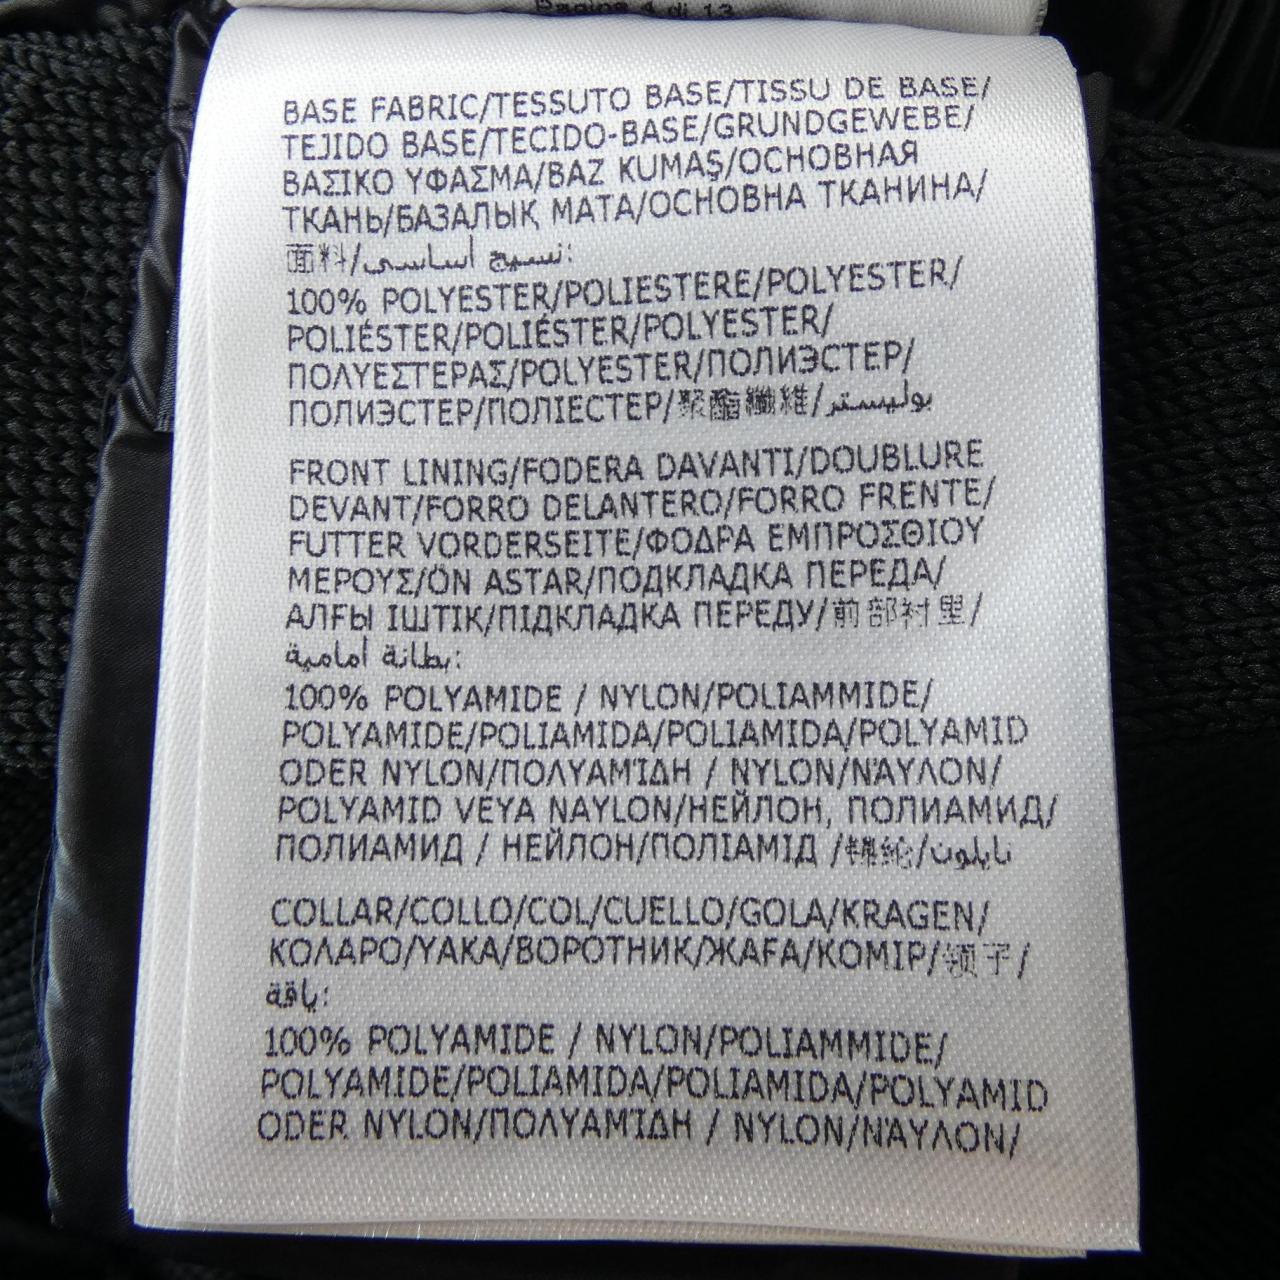 Pagina 4 di 13
BASE FABRIC/TESSUTO BASE/TISSU DE BASE/
TEJIDO BASE/TECIDO-BASE/GRUNDGEWEBE/
ΒΑΣΙΚΟ ΥΦΑΣΜΑ/BAZ KUMAŞ/ОСНОВНАЯ
ТКАНЬ/БАЗАЛЫҚ МАТА/ОСНОВНА ТКАНИНА/
面料/نسيج أساسي:
100% POLYESTER/POLIESTERE/POLYESTER/
POLIÉSTER/POLIÉSTER/POLYESTER/
ΠΟΛΥΕΣΤΕΡΑΣ/POLYESTER/ПОЛИЭСТЕР/
ПОЛИЭСТЕР/ПОЛІЕСТЕР/聚酯纖維/بوليستر
FRONT LINING/FODERA DAVANTI/DOUBLURE
DEVANT/FORRO DELANTERO/FORRO FRENTE/
FUTTER VORDERSEITE/ΦΟΔΡΑ ΕΜΠΡΟΣΘΙΟΥ
ΜΕΡΟΥΣ/ÖN ASTAR/ПОДКЛАДКА ПЕРЕДА/
АЛҒЫ ІШТІК/ПІДКЛАДКА ПЕРЕДУ/前部衬里/
بطانة أمامية:
100% POLYAMIDE / NYLON/POLIAMMIDE/
POLYAMIDE/POLIAMIDA/POLIAMIDA/POLYAMID
ODER NYLON/ΠΟΛΥΑΜΊΔΗ / NYLON/ΝΆΥΛΟΝ/
POLYAMID VEYA NAYLON/НЕЙЛОН, ПОЛИАМИД/
ПОЛИАМИД / НЕЙЛОН/ПОЛІАМІД /锦纶/نايلون
COLLAR/COLLO/COL/CUELLO/GOLA/KRAGEN/
ΚΟΛΑΡΟ/YAKA/ВОРОТНИК/ЖАҒА/КОМІР/领子/
ياقة:
100% POLYAMIDE / NYLON/POLIAMMIDE/
POLYAMIDE/POLIAMIDA/POLIAMIDA/POLYAMID
ODER NYLON/ΠΟΛΥΑΜΊΔΗ / NYLON/ΝΆΥΛΟΝ/